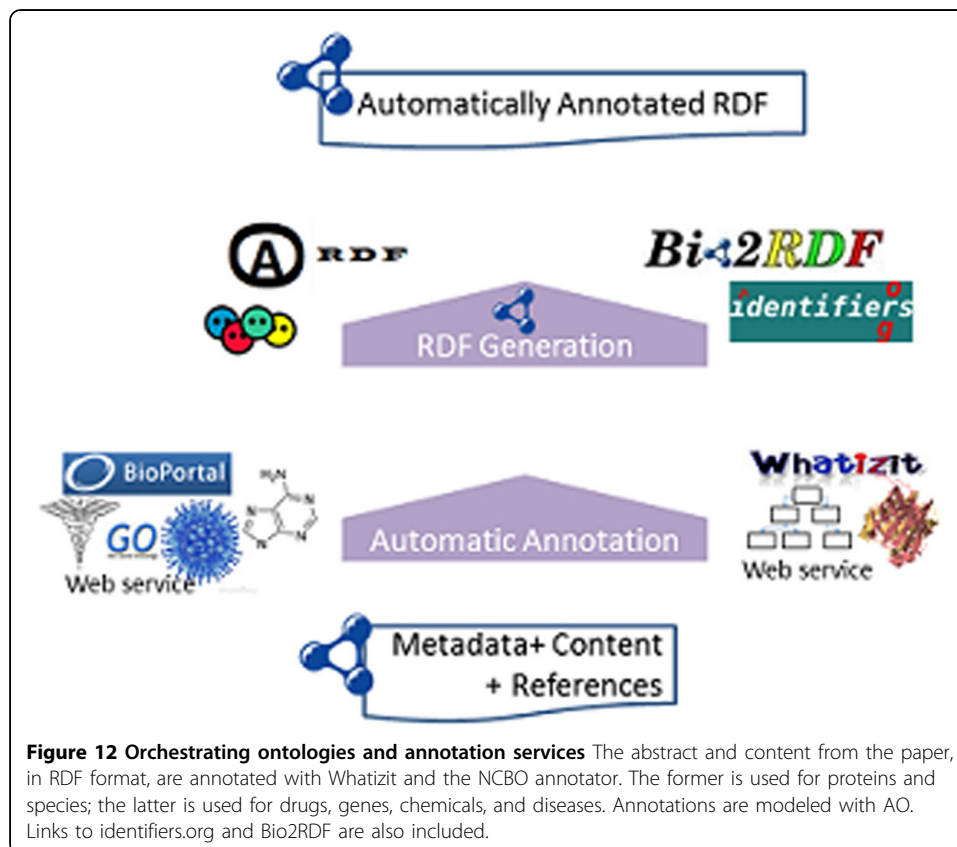 Automatically Annotated RDF
A RDF
Bi 2RDF
identifiers
org
RDF Generation
BioPortal
H₂N
N
N
N
N
H
GO
Web service
Whatizit
Automatic Annotation
Web service
Metadata+ Content
+ References
Figure 12 Orchestrating ontologies and annotation services The abstract and content from the paper,
in RDF format, are annotated with Whatizit and the NCBO annotator. The former is used for proteins and
species; the latter is used for drugs, genes, chemicals, and diseases. Annotations are modeled with AO.
Links to identifiers.org and Bio2RDF are also included.